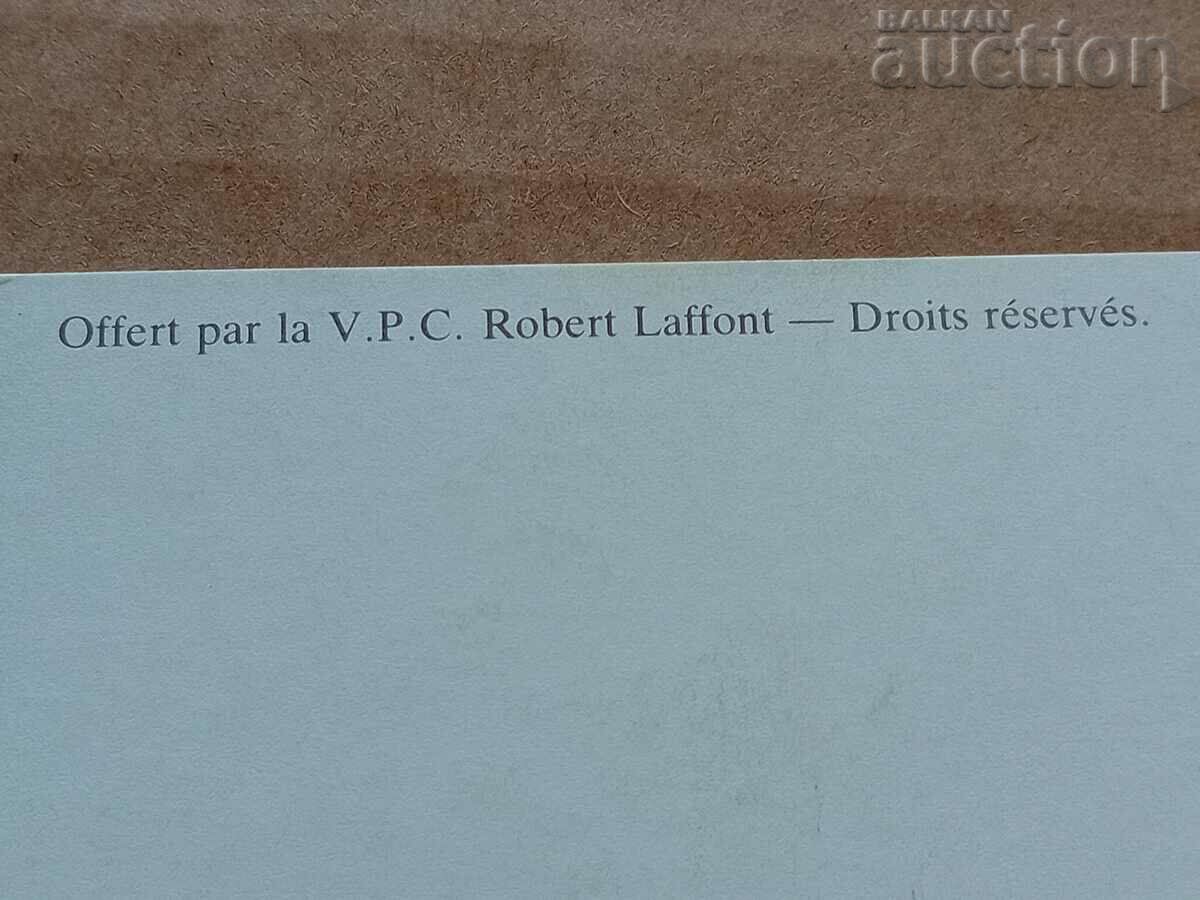 BALKAN
auction
Offert par la V.P.C. Robert Laffont — Droits réservés.